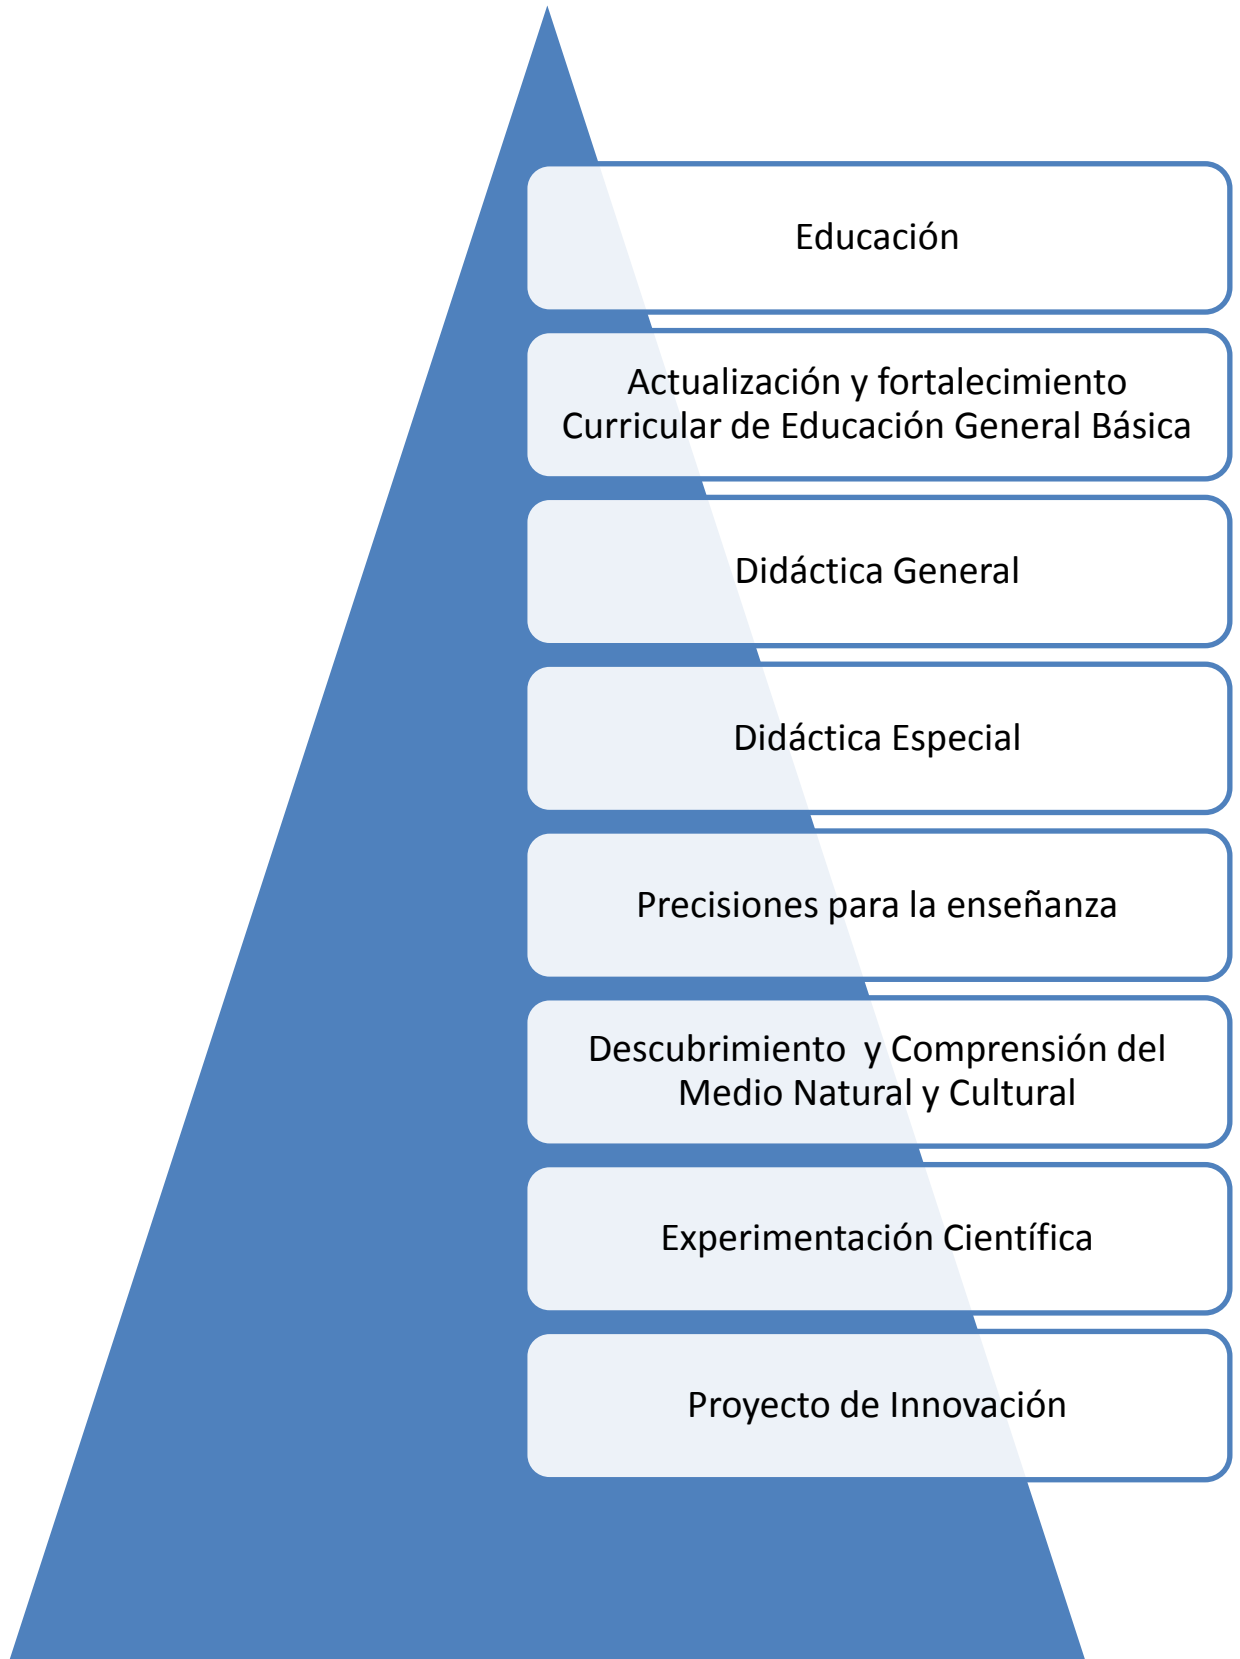 Educación
Actualización y fortalecimiento
Curricular de Educación General Básica
Didáctica General
Didáctica Especial
Precisiones para la enseñanza
Descubrimiento  y Comprensión del
Medio Natural y Cultural
Experimentación Científica
Proyecto de Innovación